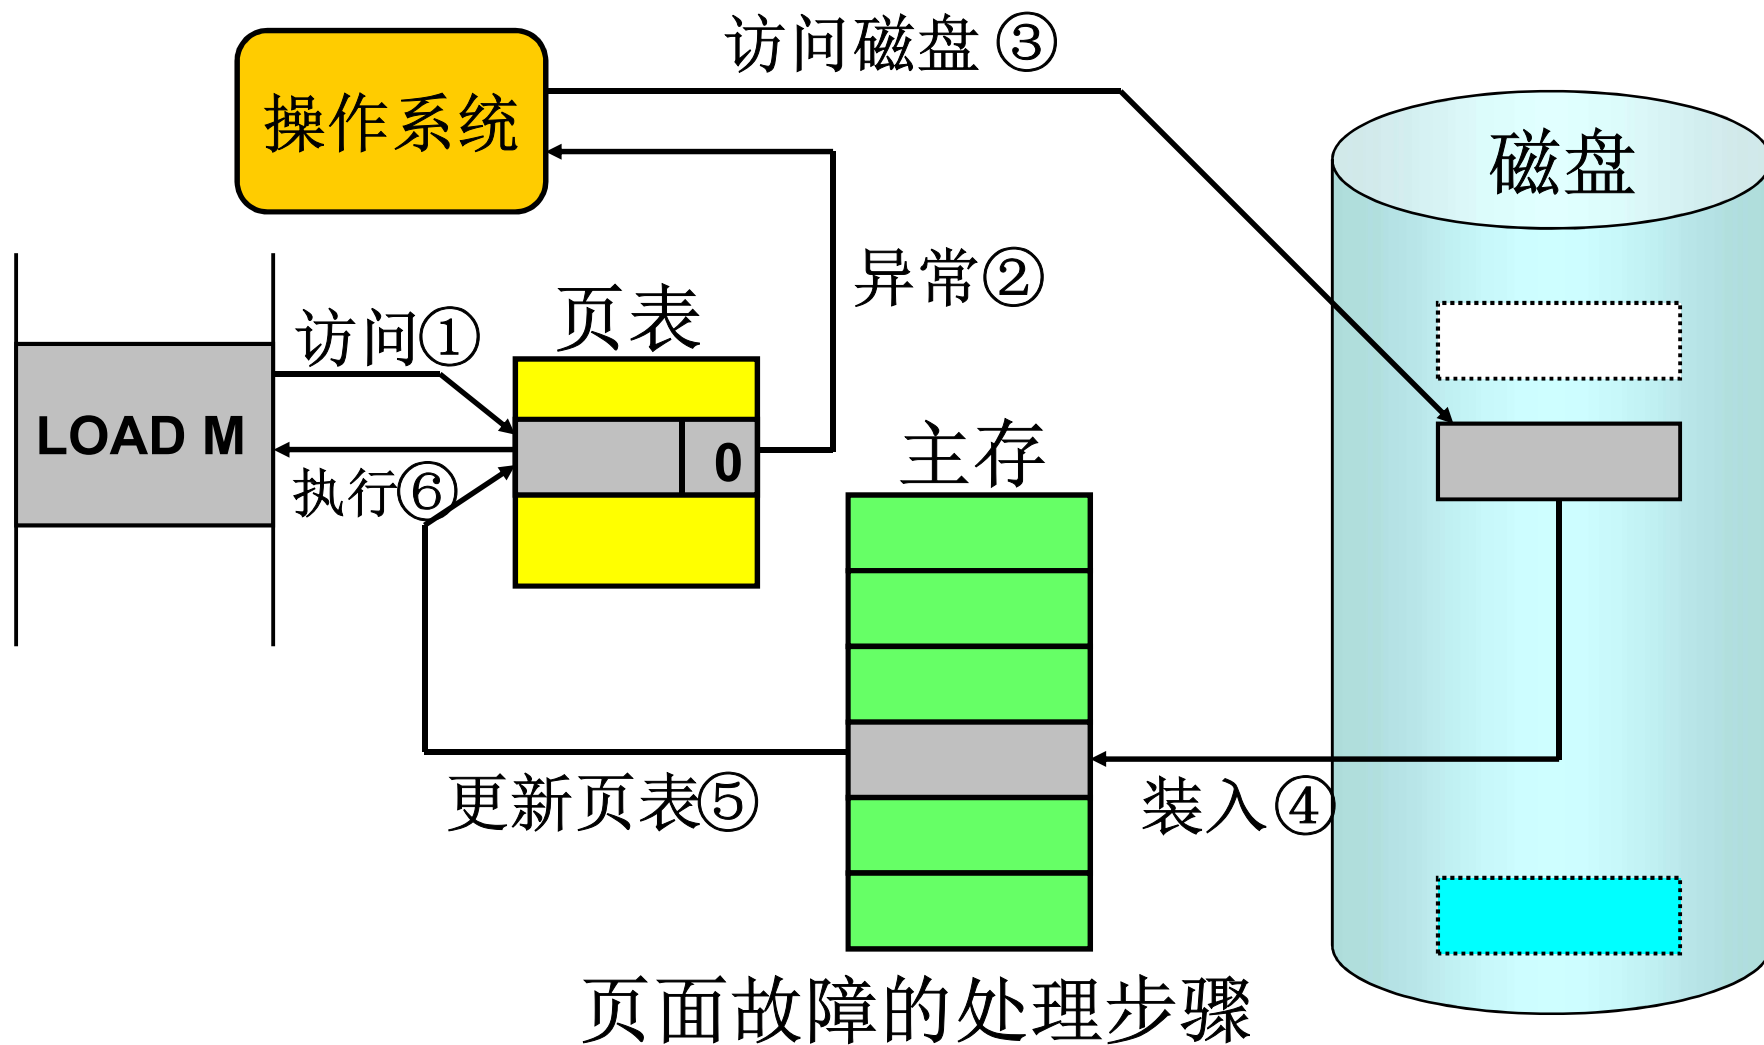 访问磁盘③
操作系统
磁盘
异常②
页表
访问①
LOAD M
0
执行⑥
主存
更新页表⑤
装入④
页面故障的处理步骤